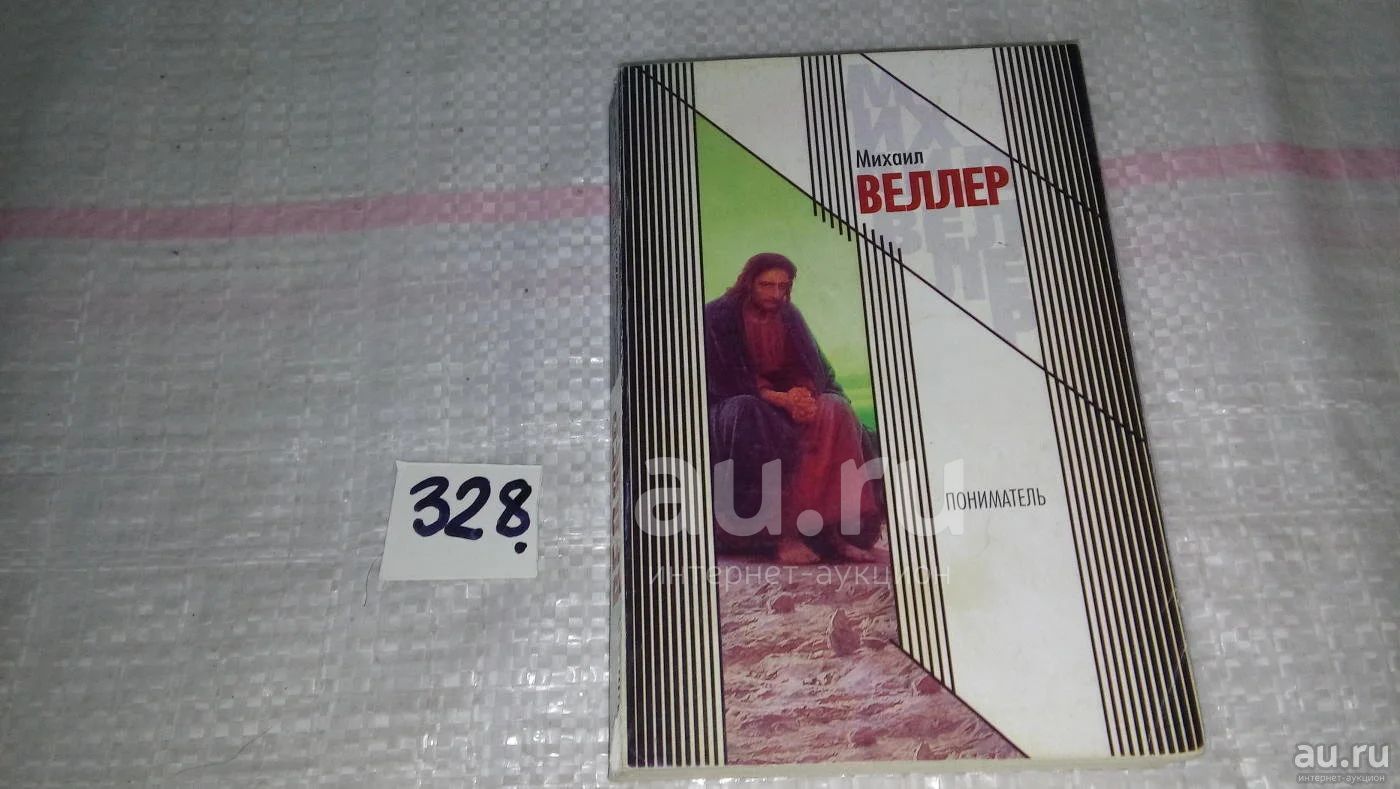 Михаил
ВЕЛЛЕР
328.
ПОНИМАТЕЛЬ
au.ru
интернет-аукцион
au.ru
интернет-аукцион